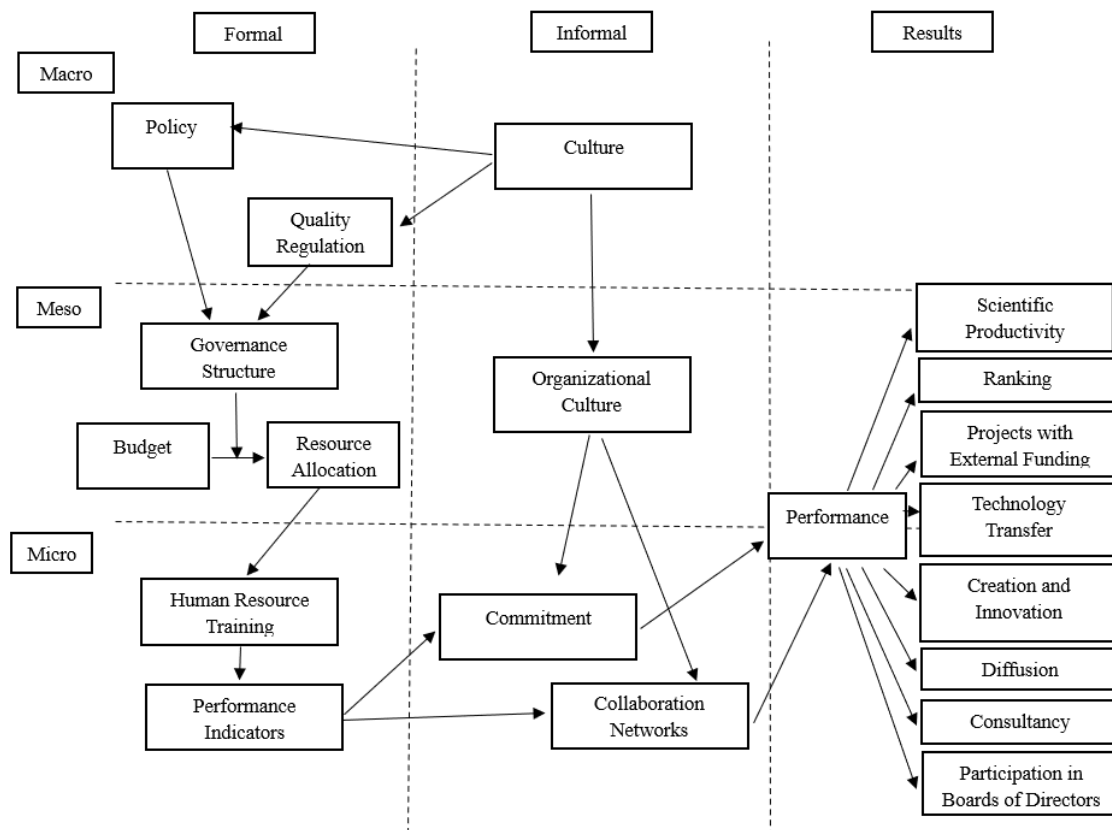 Formal
Informal
Results
Macro
Policy
Culture
Quality
Regulation
Meso
Scientific
Productivity
Governance
Structure
Organizational
Culture
Ranking
Budget
Resource
Allocation
Projects with
External Funding
Performance
Technology
Transfer
Micro
Human Resource
Training
Commitment
Creation and
Innovation
Diffusion
Performance
Indicators
Collaboration
Networks
Consultancy
Participation in
Boards of Directors